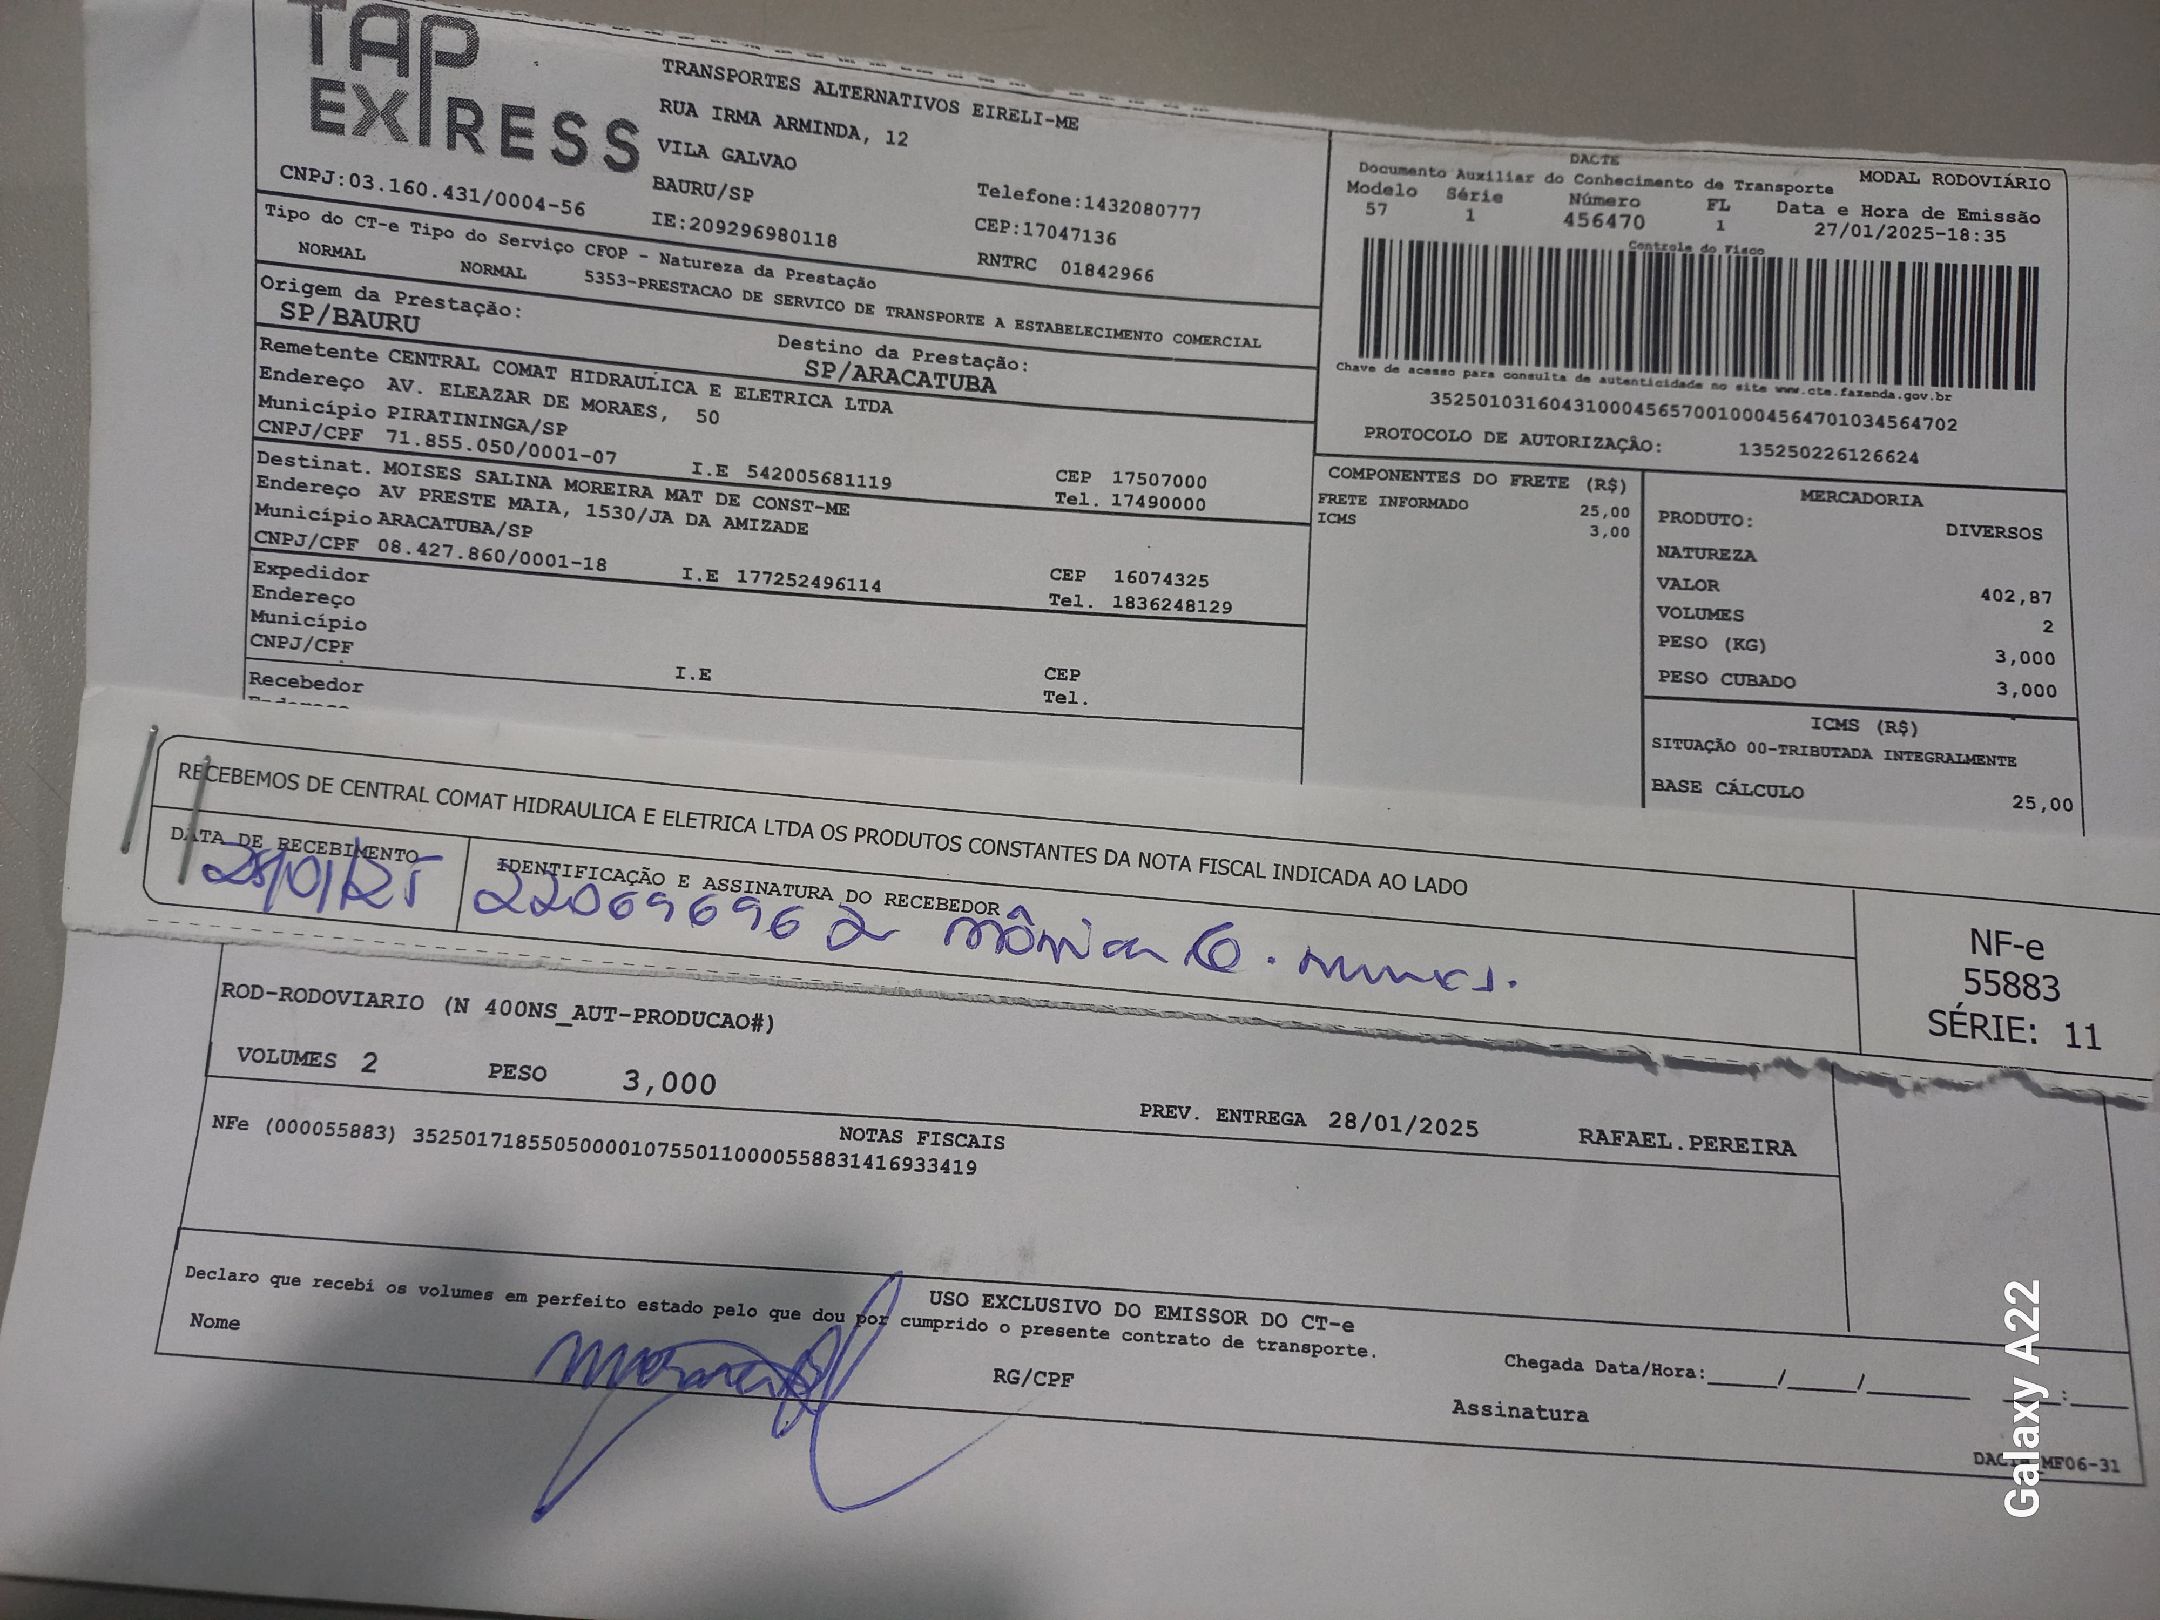 TAP EXPRESS
TRANSPORTES ALTERNATIVOS EIRELI-ME
RUA IRMA ARMINDA, 12
VILA GALVAO
BAURU/SP
CNPJ:03.160.431/0004-56
IE:209296980118
Telefone:1432080777
CEP:17047136
RNTRC 01842966
DACTE
Documento Auxiliar do Conhecimento de Transporte
MODAL RODOVIÁRIO
Modelo Série Número FL Data e Hora de Emissão
57 1 456470 1 27/01/2025-18:35
Controle do Fisco
Chave de acesso para consulta de autenticidade no site www.cte.fazenda.gov.br
35250103160431000456570010004564701034564702
PROTOCOLO DE AUTORIZAÇÃO: 135250226126624
Tipo do CT-e Tipo do Serviço CFOP - Natureza da Prestação
NORMAL NORMAL 5353-PRESTACAO DE SERVICO DE TRANSPORTE A ESTABELECIMENTO COMERCIAL
Origem da Prestação:
SP/BAURU
Destino da Prestação:
SP/ARACATUBA
Remetente CENTRAL COMAT HIDRAULICA E ELETRICA LTDA
Endereço AV. ELEAZAR DE MORAES, 50
Município PIRATININGA/SP CEP 17507000
CNPJ/CPF 71.855.050/0001-07 I.E 542005681119 Tel. 17490000
Destinat. MOISES SALINA MOREIRA MAT DE CONST-ME
Endereço AV PRESTE MAIA, 1530/JA DA AMIZADE
Município ARACATUBA/SP CEP 16074325
CNPJ/CPF 08.427.860/0001-18 I.E 177252496114 Tel. 1836248129
Expedidor
Endereço
Município CEP
CNPJ/CPF I.E Tel.
Recebedor
Endereço
COMPONENTES DO FRETE (R$)
FRETE INFORMADO 25,00
ICMS 3,00
MERCADORIA
PRODUTO: DIVERSOS
NATUREZA
VALOR 402,87
VOLUMES 2
PESO (KG) 3,000
PESO CUBADO 3,000
ICMS (R$)
SITUAÇÃO 00-TRIBUTADA INTEGRALMENTE
BASE CÁLCULO 25,00
RECEBEMOS DE CENTRAL COMAT HIDRAULICA E ELETRICA LTDA OS PRODUTOS CONSTANTES DA NOTA FISCAL INDICADA AO LADO
DATA DE RECEBIMENTO
28/01/25
IDENTIFICAÇÃO E ASSINATURA DO RECEBEDOR
220696962 Mônica C. Nunes.
NF-e
55883
SÉRIE: 11
ROD-RODOVIARIO (N 400NS_AUT-PRODUCAO#)
VOLUMES 2 PESO 3,000 PREV. ENTREGA 28/01/2025 RAFAEL.PEREIRA
NOTAS FISCAIS
NFe (000055883) 35250171855050000107550110000558831416933419
USO EXCLUSIVO DO EMISSOR DO CT-e
Declaro que recebi os volumes em perfeito estado pelo que dou por cumprido o presente contrato de transporte.
Nome RG/CPF Assinatura
Chegada Data/Hora:____/____/______ ____:____
DACTE MF06-31
Galaxy A22